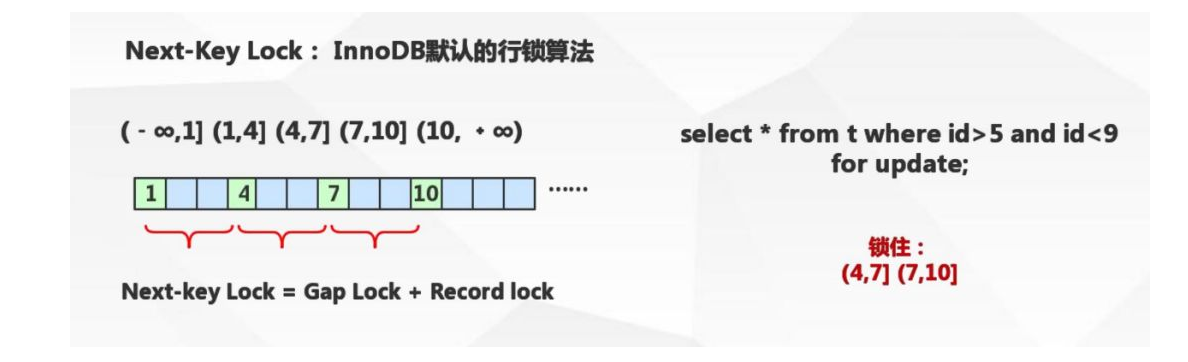 Next-Key Lock： InnoDB默认的行锁算法
(﹣∞,1] (1,4] (4,7] (7,10] (10, ﹢∞)
select * from t where id>5 and id<9
for update;
1 4 7 10 ……
锁住：
(4,7] (7,10]
Next-key Lock = Gap Lock + Record lock